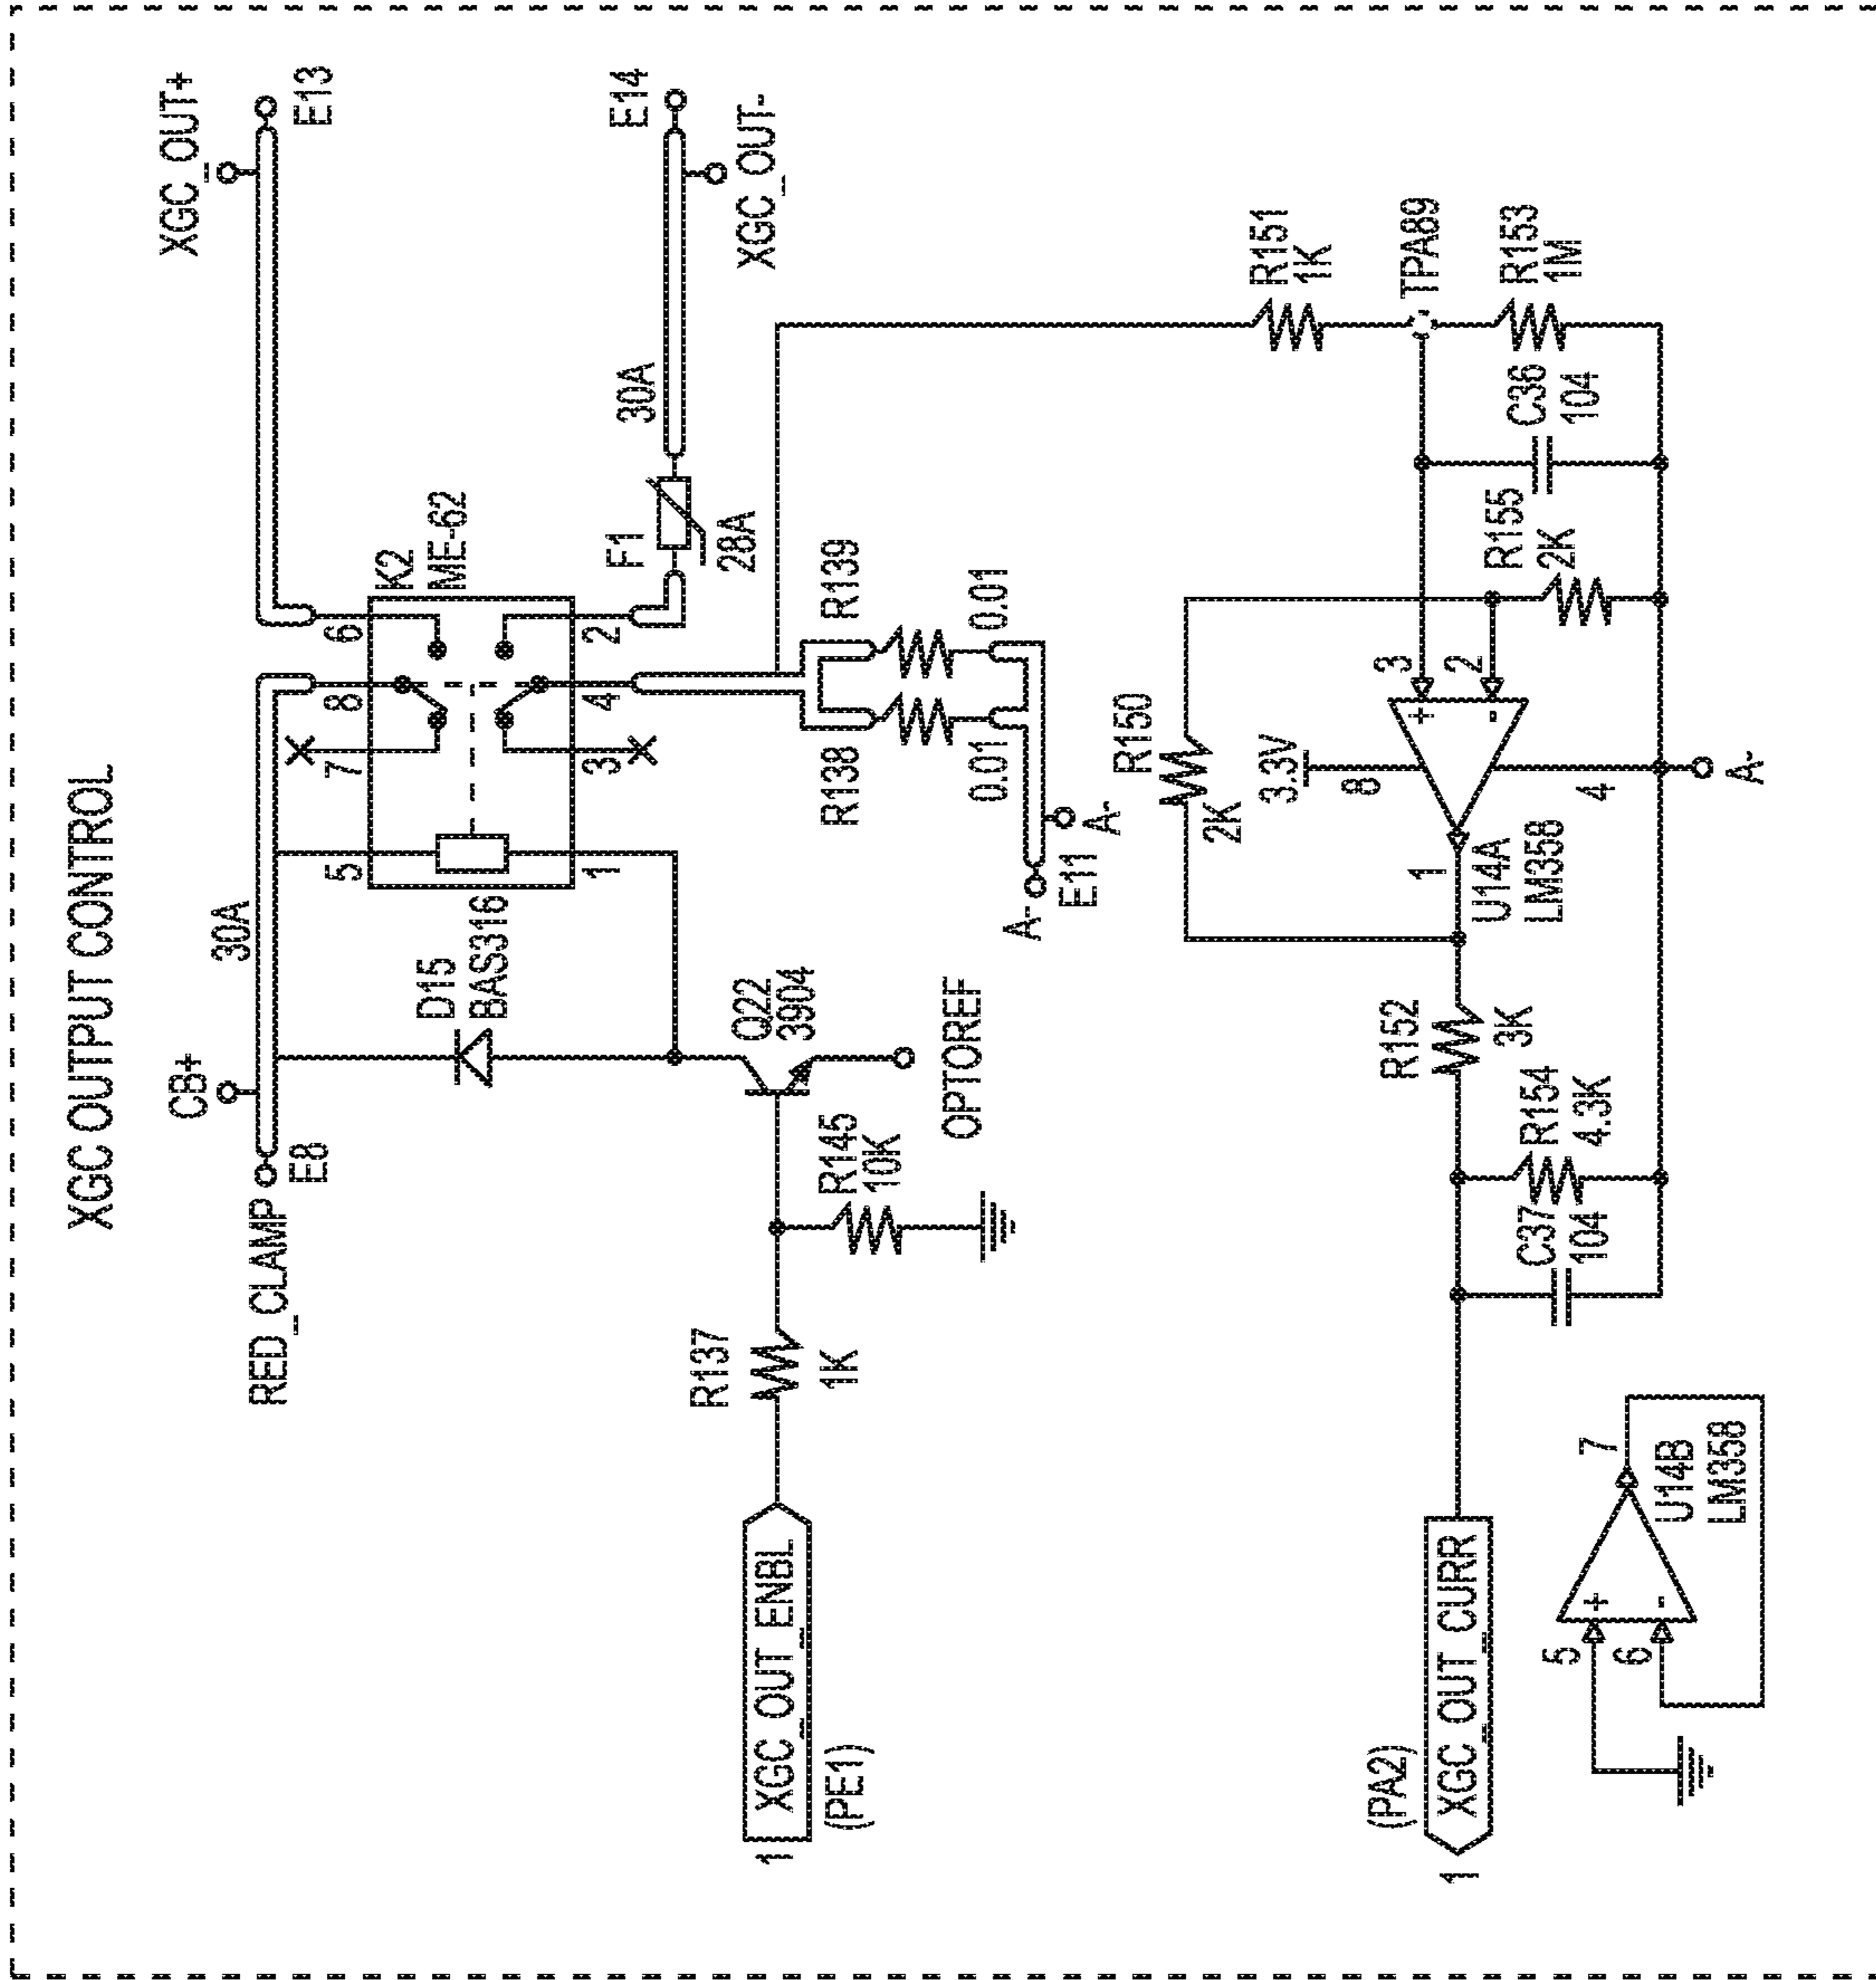 XGC OUTPUT CONTROL
XGC_OUT+
E13
CB+
30A
RED_CLAMP
E8
K2
ME-62
8
6
7
5
1
3
4
2
D15
BAS316
F1
28A
30A
E14
XGC_OUT-
R138
0.01
R139
0.01
A-
E11
A-
Q22
3904
OPTOREF
R145
10K
R137
1K
1
XGC_OUT_ENBL
(PE1)
R151
1K
TPA89
R153
1M
C36
104
R155
2K
R150
2K
3.3V
8
3
2
+
-
1
4
U14A
LM358
A-
R152
3K
R154
4.3K
C37
104
(PA2)
1
XGC_OUT_CURR
5
6
+
-
7
U14B
LM358